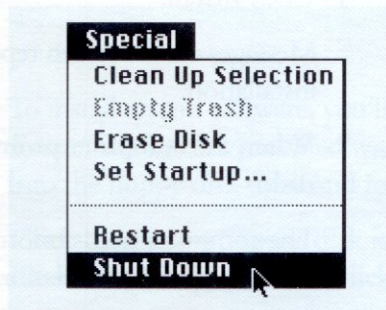 Special
Clean Up Selection
Empty Trash
Erase Disk
Set Startup...
Restart
Shut Down